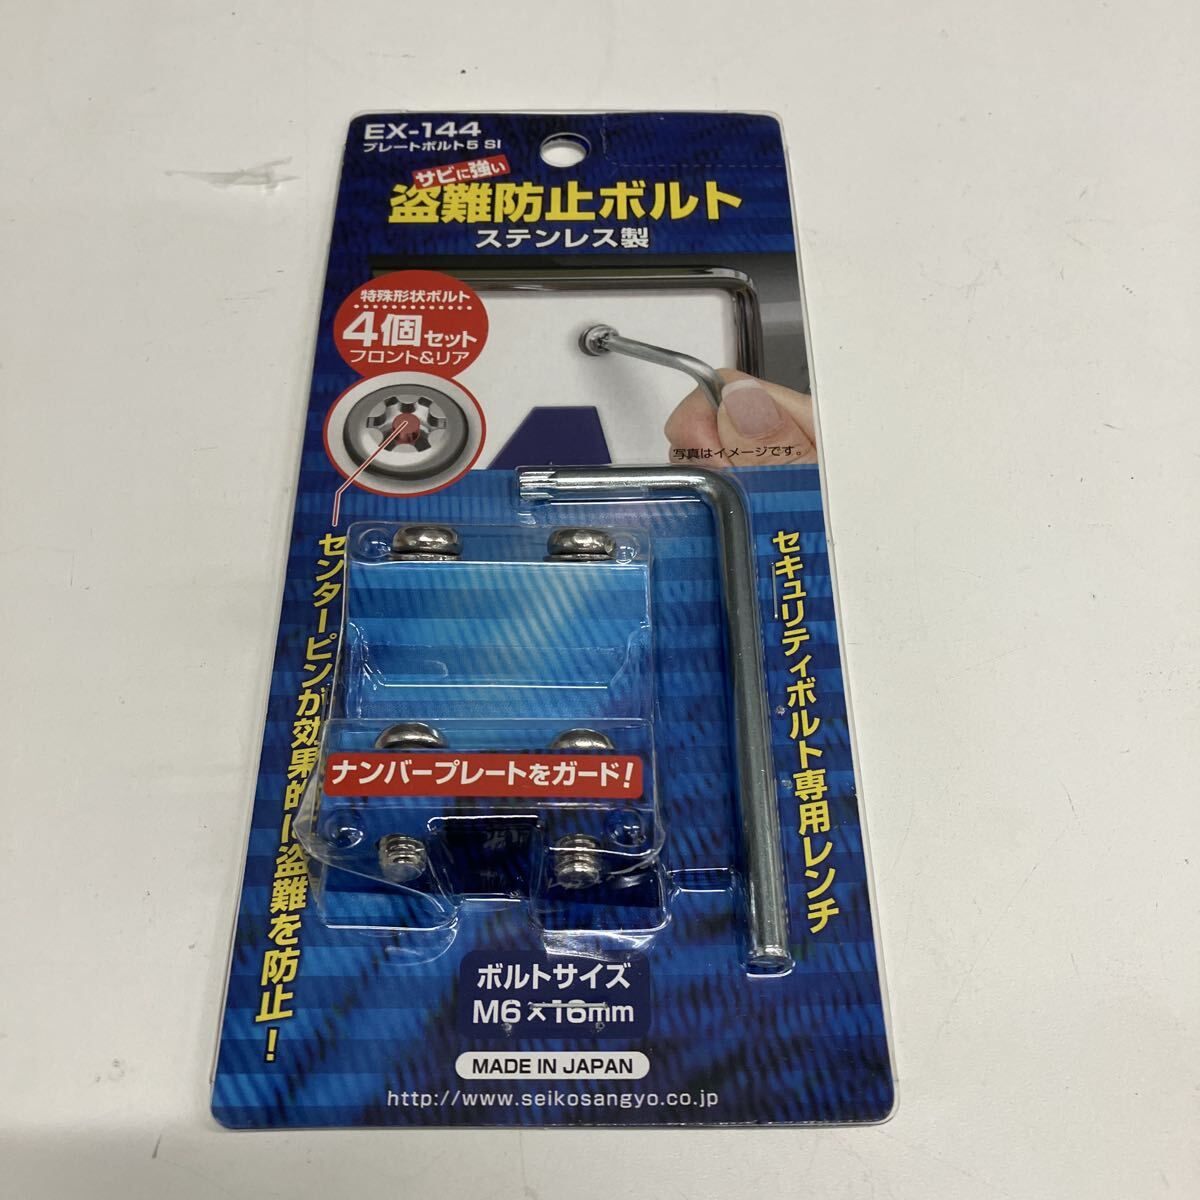 EX-144
プレートボルト5 SI
サビに強い
盗難防止ボルト
ステンレス製
特殊形状ボルト
4個セット
フロント&リア
写真はイメージです。
センターピンが効果的に盗難を防止!
セキュリティボルト専用レンチ
ナンバープレートをガード!
ボルトサイズ
M6×16mm
MADE IN JAPAN
http://www.seikosangyo.co.jp